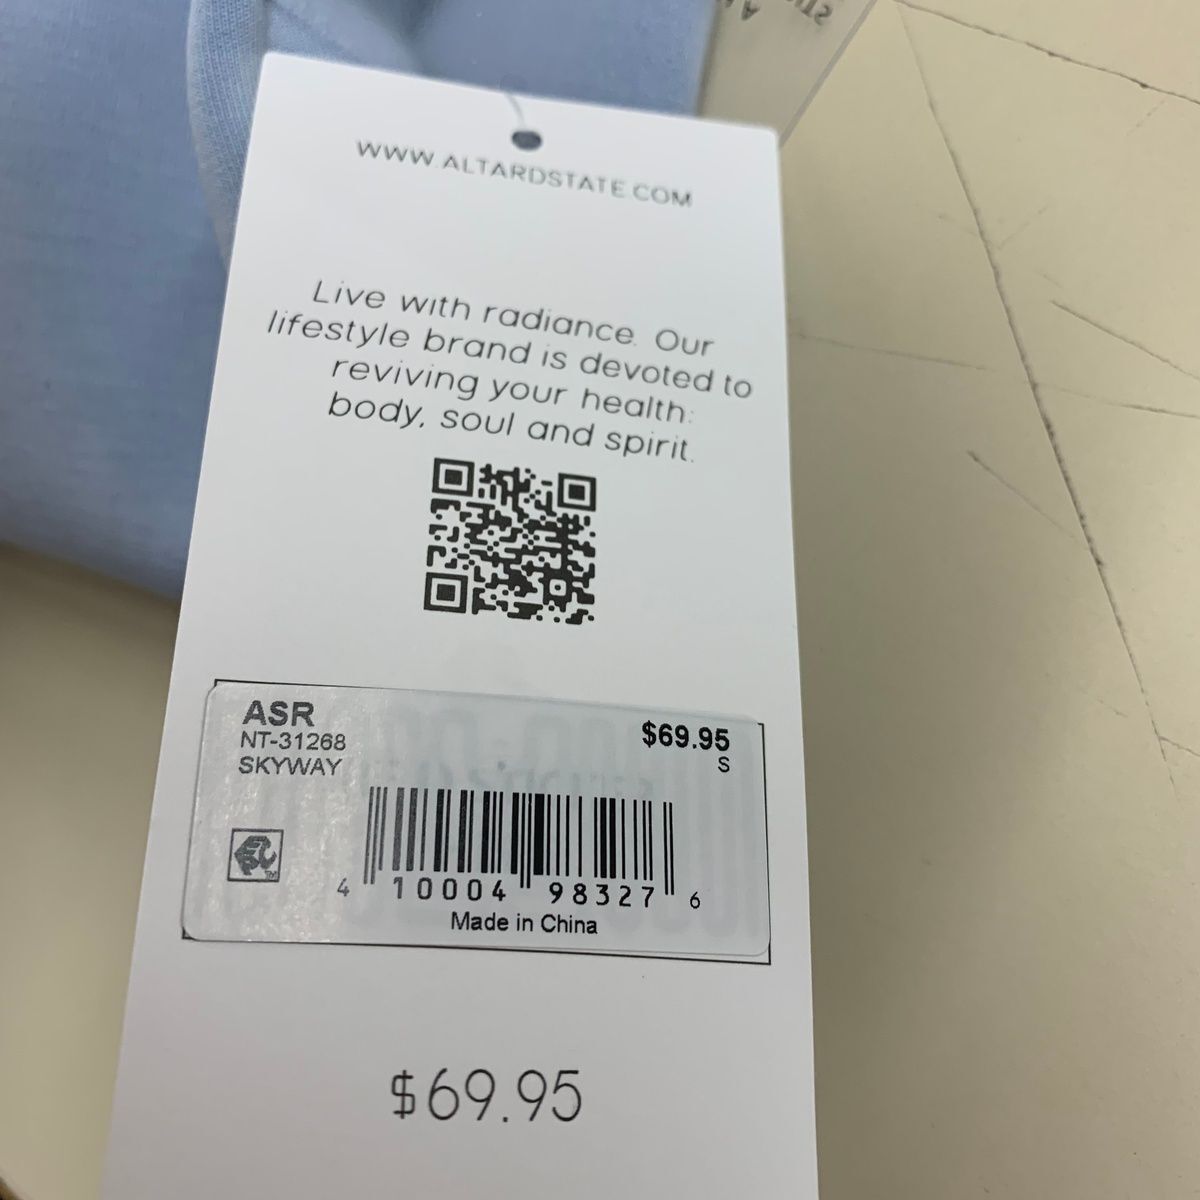 WWW.ALTARDSTATE.COM
Live with radiance. Our
lifestyle brand is devoted to
reviving your health:
body, soul and spirit.
ASR
NT-31268
SKYWAY
$69.95
S
4 10004 98327 6
Made in China
$69.95